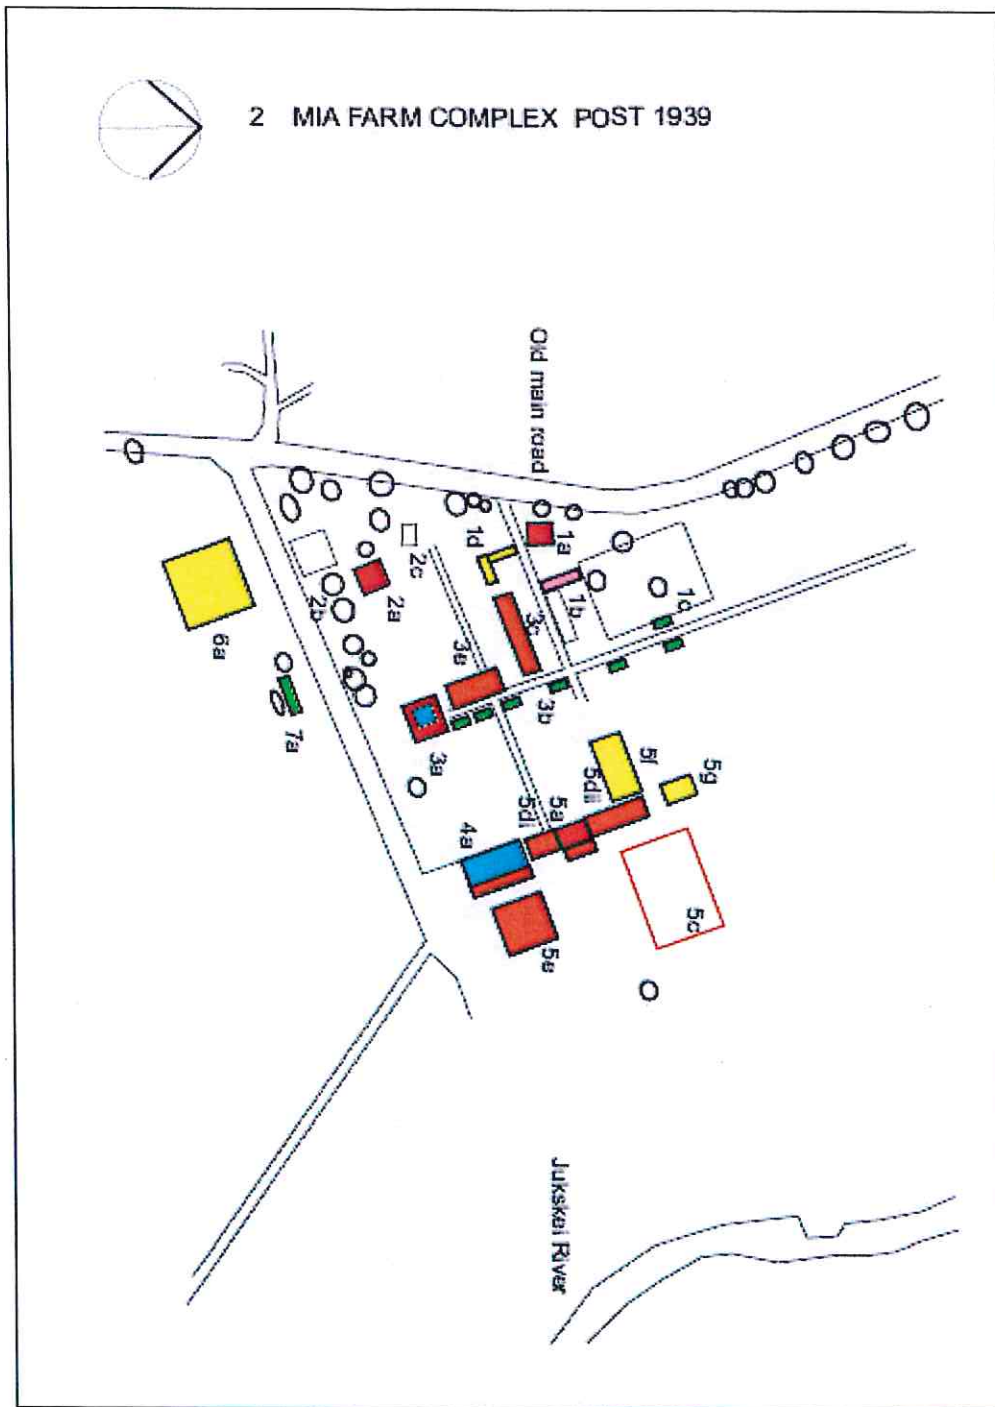 2 MIA FARM COMPLEX POST 1939
Old main road
1a
1d
2c
1b
1c
2a
2b
3c
3e
6a
3b
7a
3a
5f
5g
5dii
5a
5di
4a
5c
5e
Jukskei River